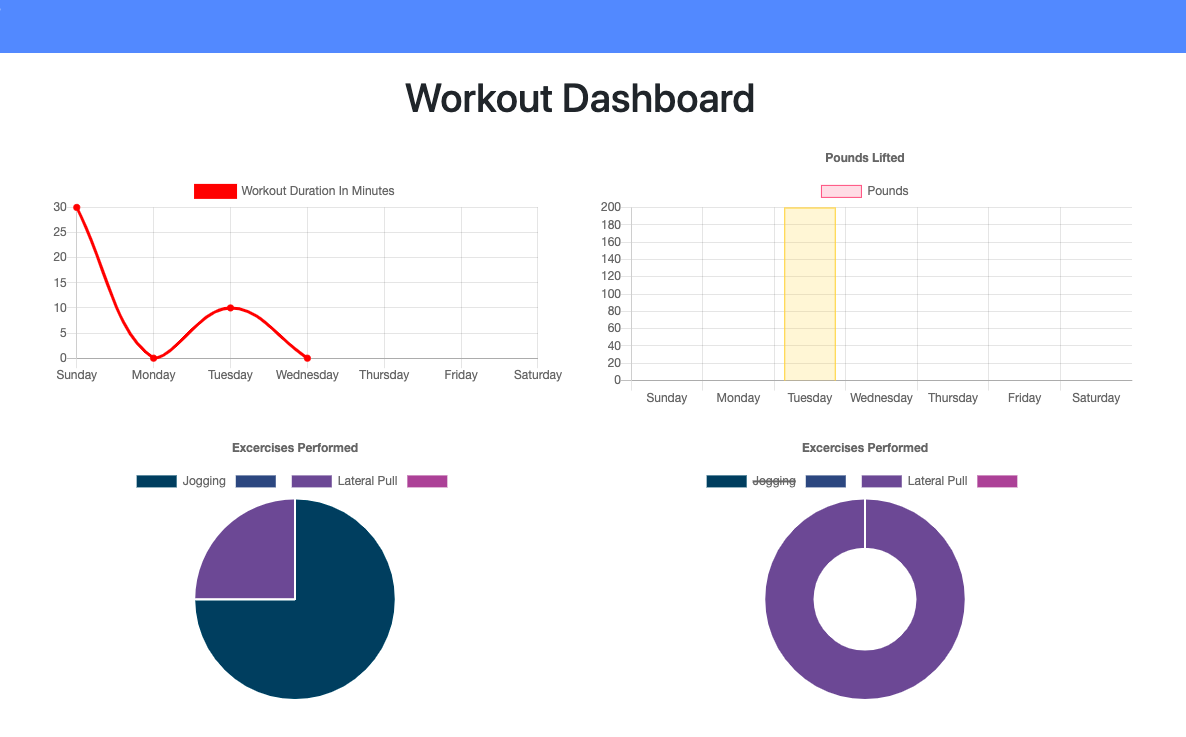 Workout Dashboard
Workout Duration In Minutes
30
25
20
15
10
5
0
Sunday Monday Tuesday Wednesday Thursday Friday Saturday
Pounds Lifted
Pounds
200
180
160
140
120
100
80
60
40
20
0
Sunday Monday Tuesday Wednesday Thursday Friday Saturday
Excercises Performed
Jogging Lateral Pull
Excercises Performed
Jogging Lateral Pull